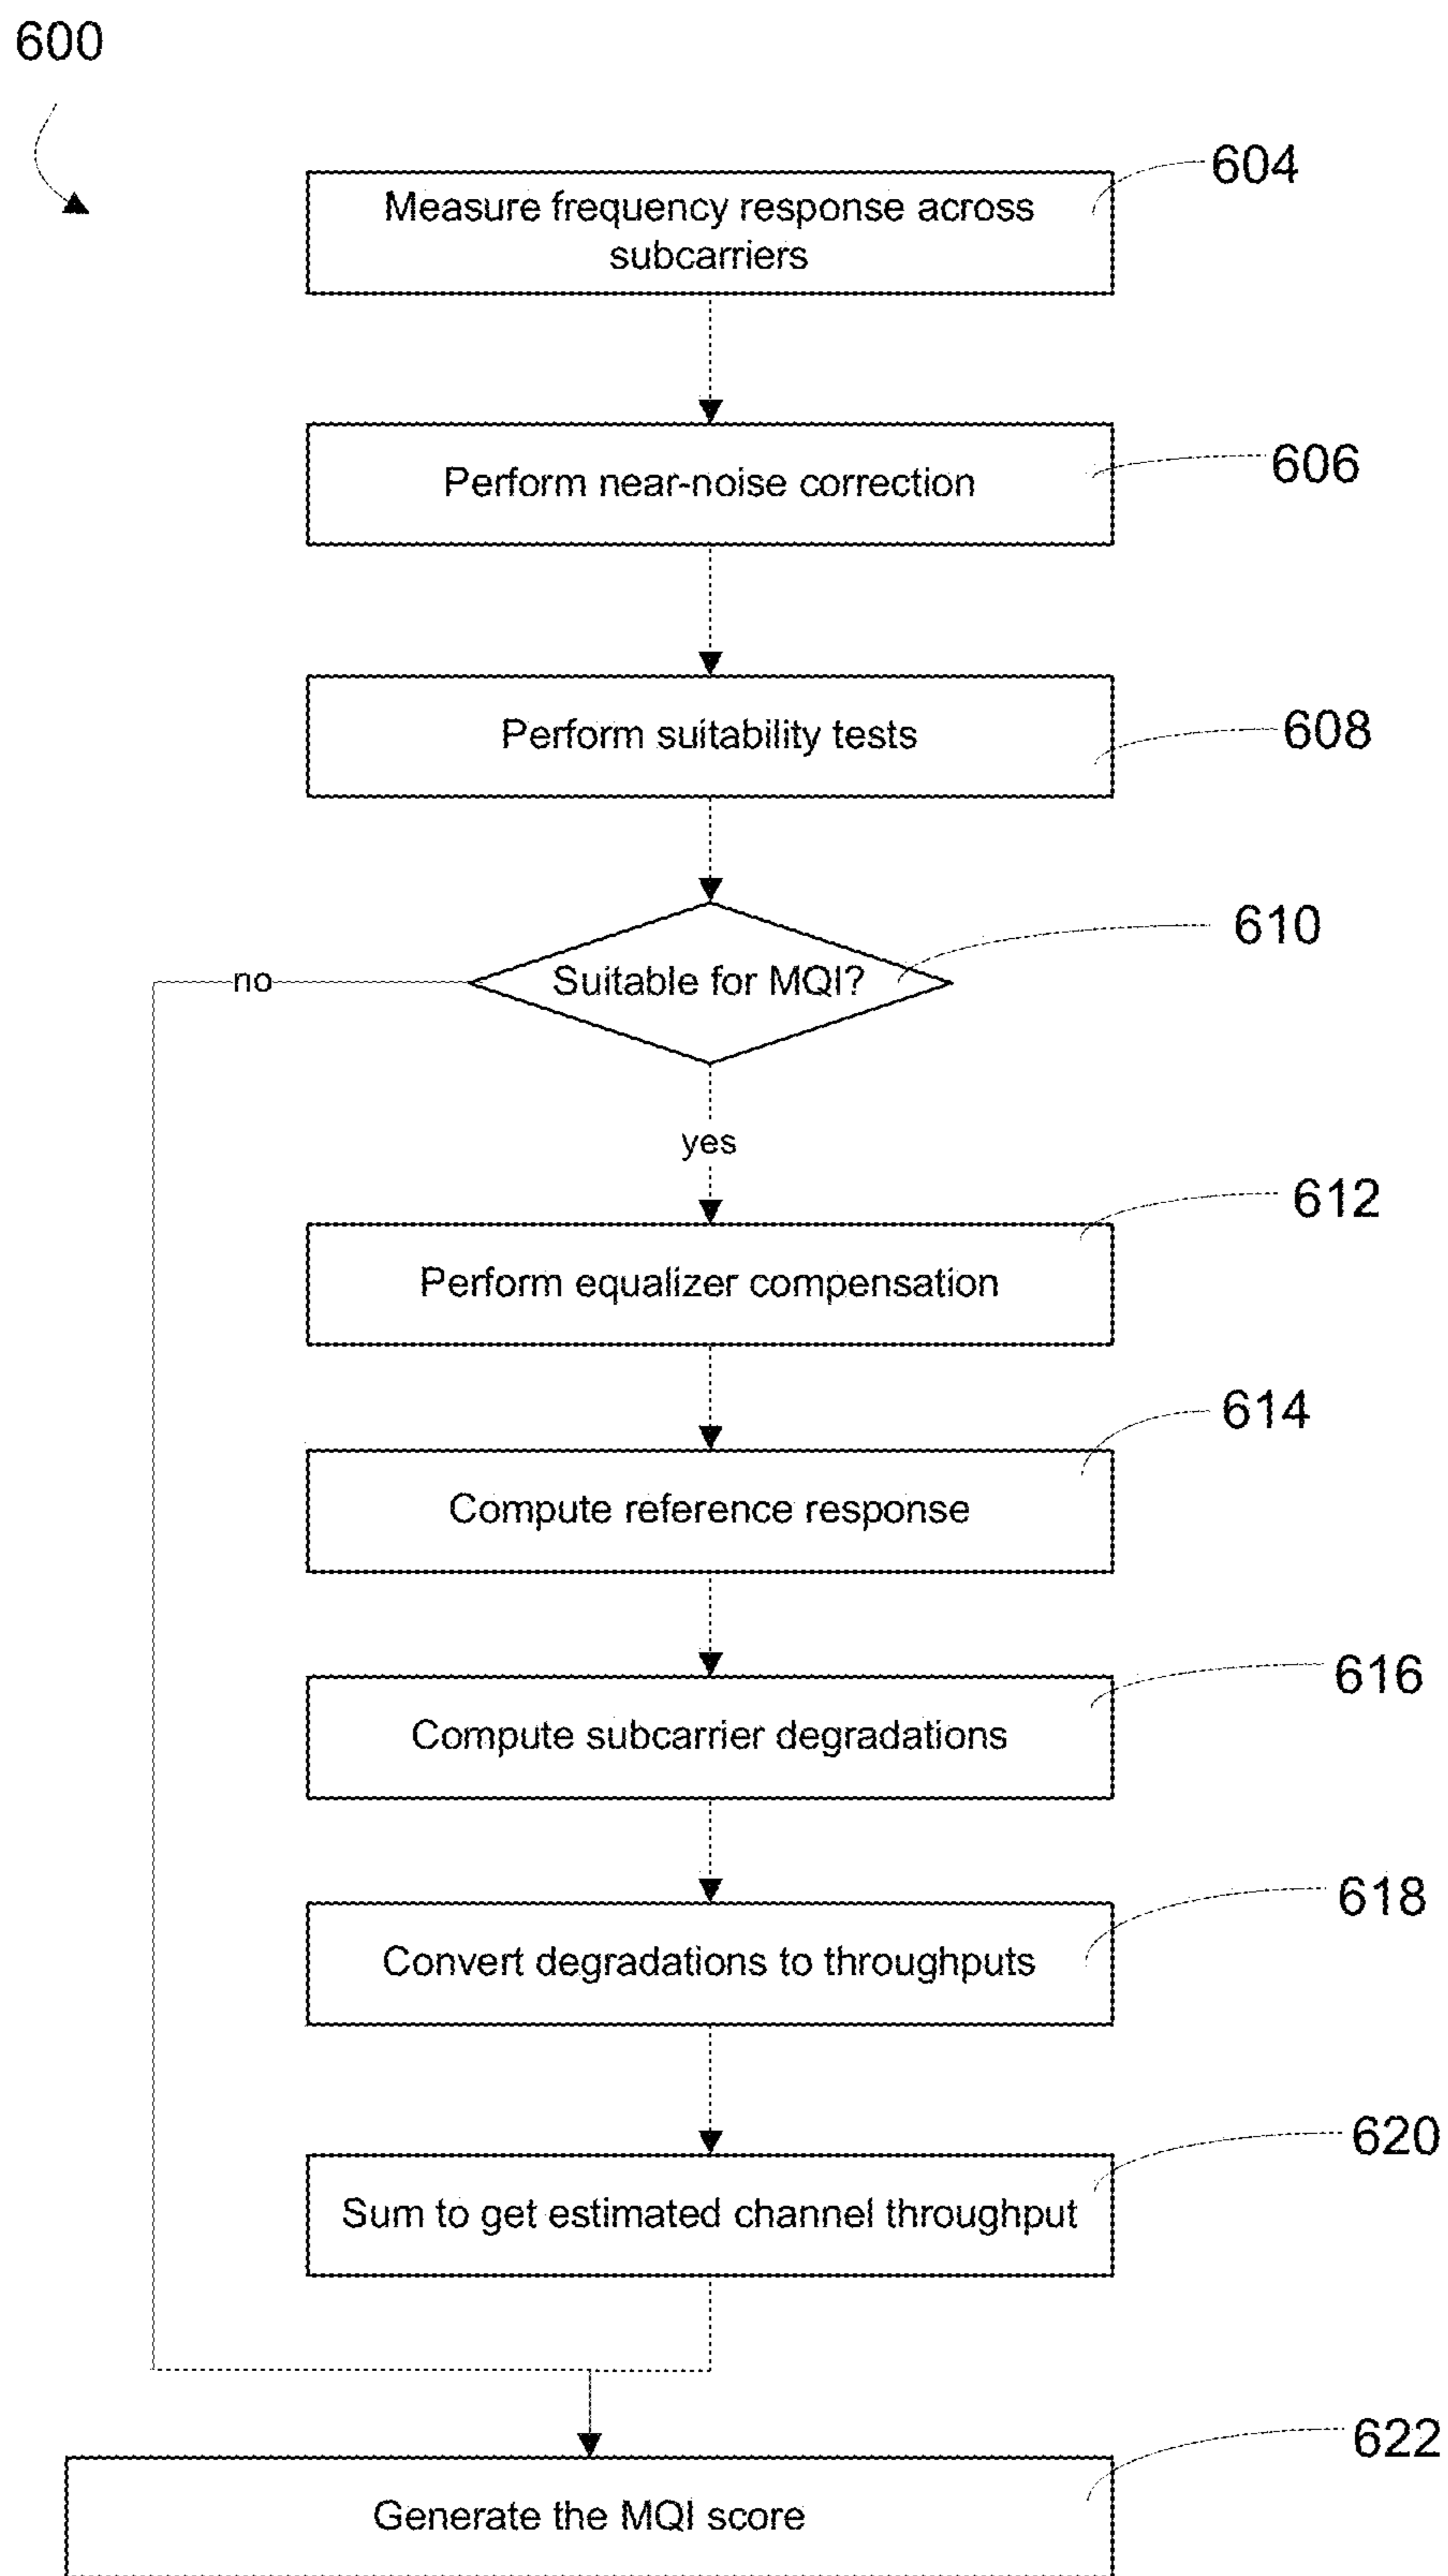 600
604
Measure frequency response across
subcarriers
606
Perform near-noise correction
608
Perform suitability tests
610
no
Suitable for MQI?
yes
612
Perform equalizer compensation
614
Compute reference response
616
Compute subcarrier degradations
618
Convert degradations to throughputs
620
Sum to get estimated channel throughput
622
Generate the MQI score